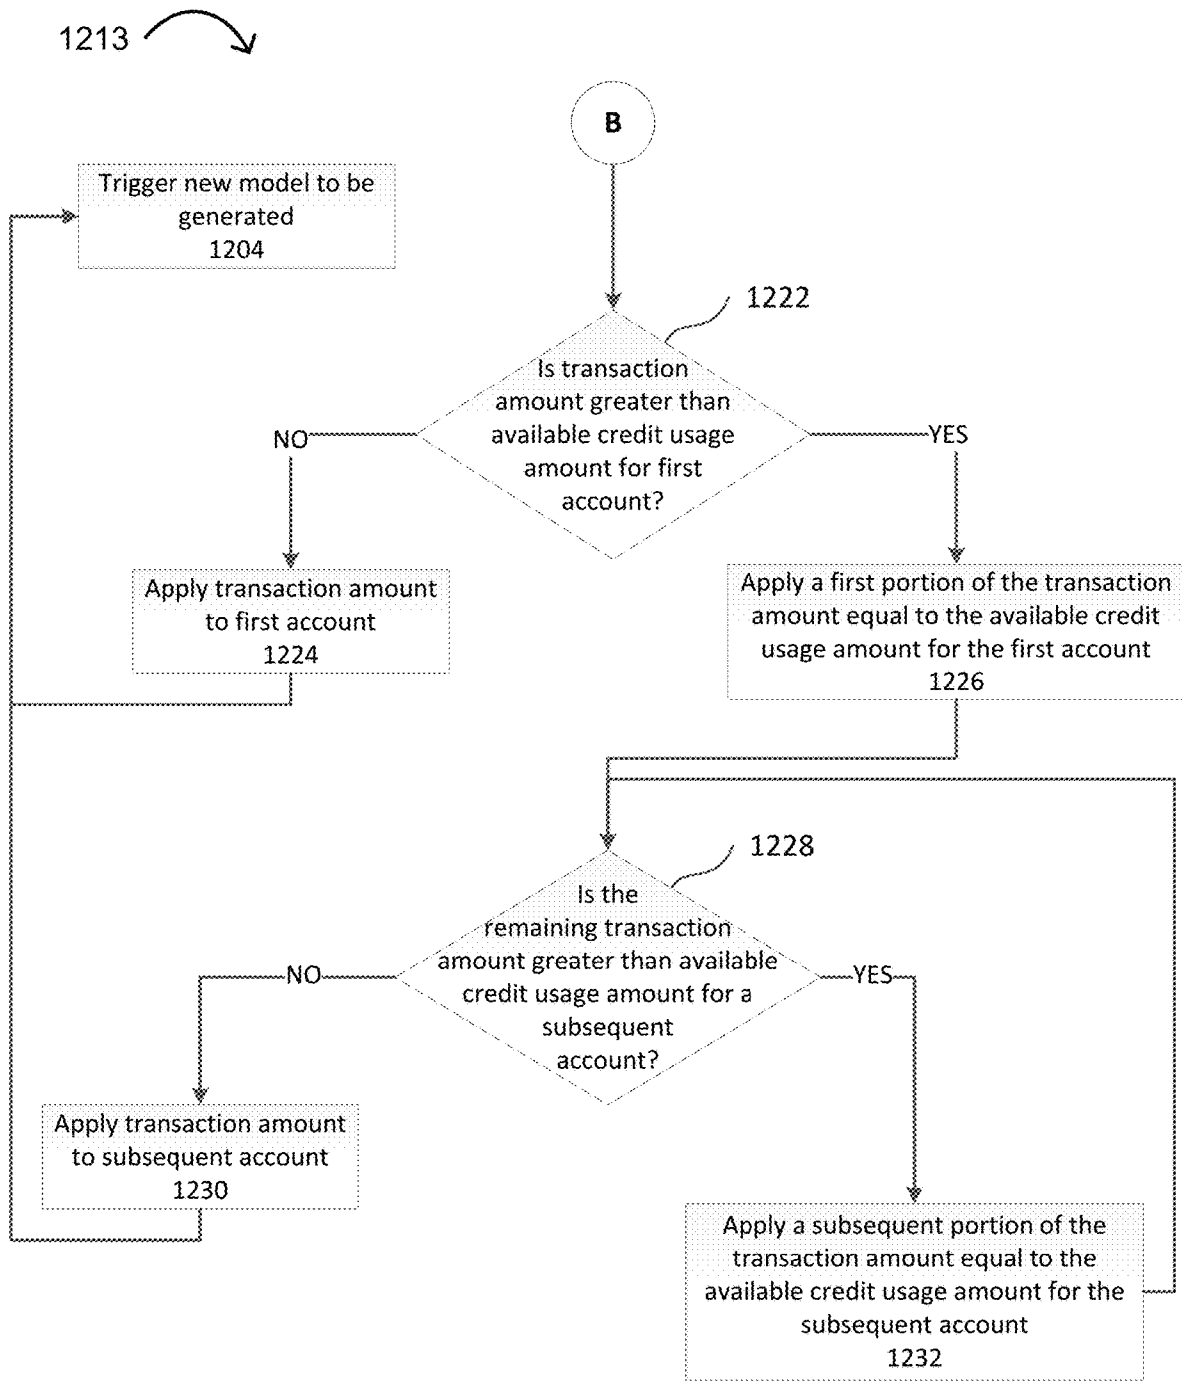 1213
B
Trigger new model to be
generated
1204
1222
Is transaction
amount greater than
available credit usage
amount for first
account?
NO
YES
Apply transaction amount
to first account
1224
Apply a first portion of the transaction
amount equal to the available credit
usage amount for the first account
1226
1228
Is the
remaining transaction
amount greater than available
credit usage amount for a
subsequent
account?
NO
YES
Apply transaction amount
to subsequent account
1230
Apply a subsequent portion of the
transaction amount equal to the
available credit usage amount for the
subsequent account
1232